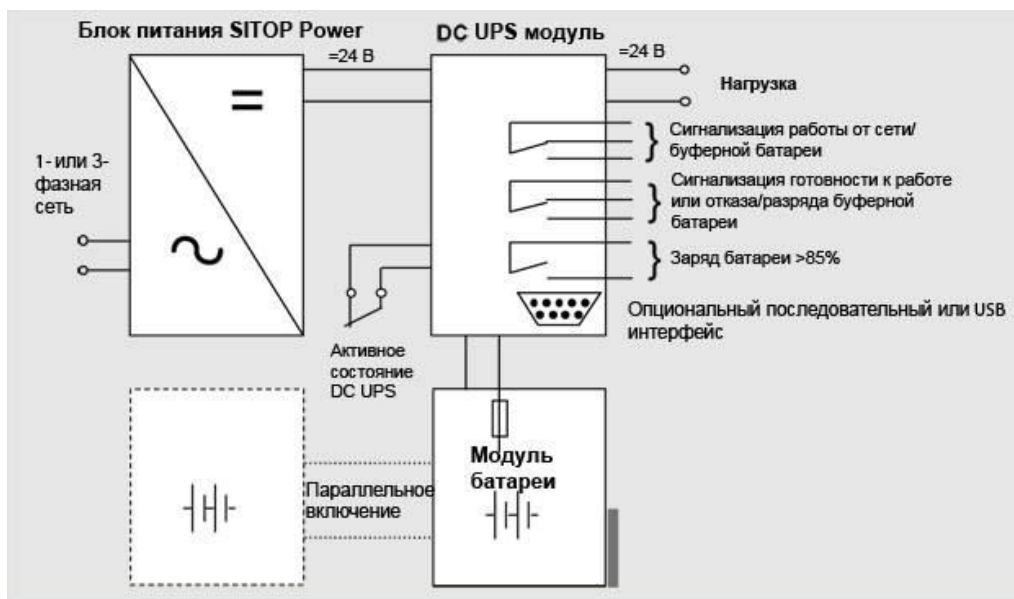 Блок питания SITOP Power
DC UPS модуль
=24 В
=24 В
Нагрузка
1- или 3-
фазная
сеть
Сигнализация работы от сети/
буферной батареи
Сигнализация готовности к работе
или отказа/разряда буферной
батареи
Заряд батареи >85%
Опциональный последовательный или USB
интерфейс
Активное
состояние
DC UPS
Модуль
батареи
Параллельное
включение